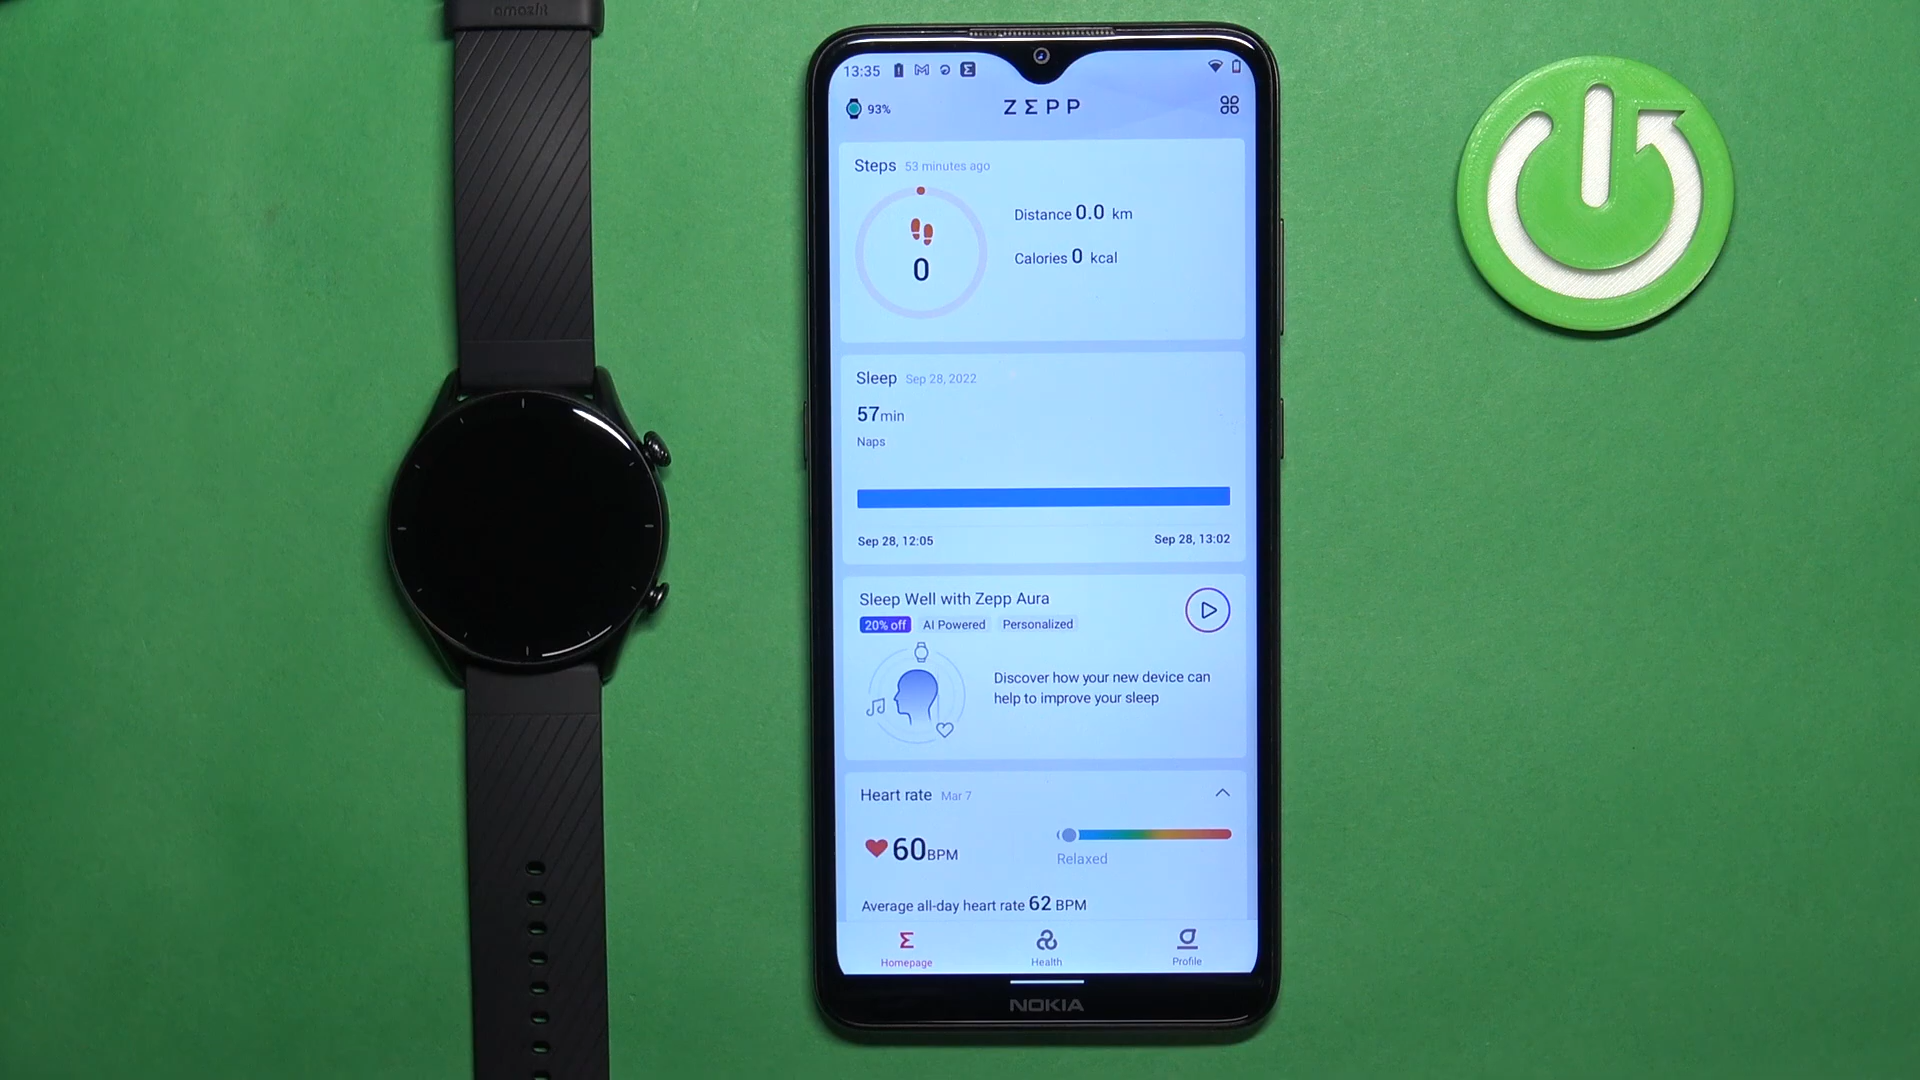 amazfit
13:35
93%
ZΣPP
Steps 53 minutes ago
0
Distance 0.0 km
Calories 0 kcal
Sleep Sep 28, 2022
57min
Naps
Sep 28, 12:05
Sep 28, 13:02
Sleep Well with Zepp Aura
20% off AI Powered Personalized
Discover how your new device can
help to improve your sleep
Heart rate Mar 7
60BPM
Relaxed
Average all-day heart rate 62 BPM
Homepage
Health
Profile
NOKIA